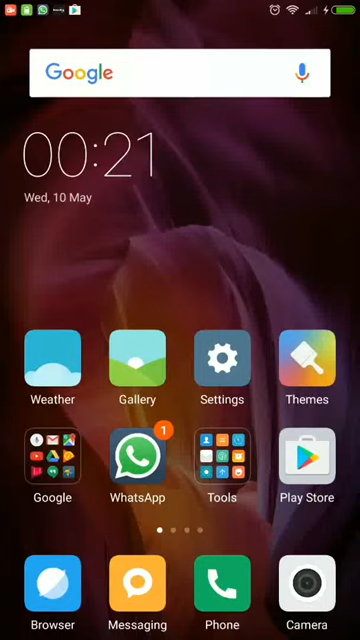 Google
00:21
Wed, 10 May
Weather
Gallery
Settings
Themes
1
Google
WhatsApp
Tools
Play Store
Browser
Messaging
Phone
Camera